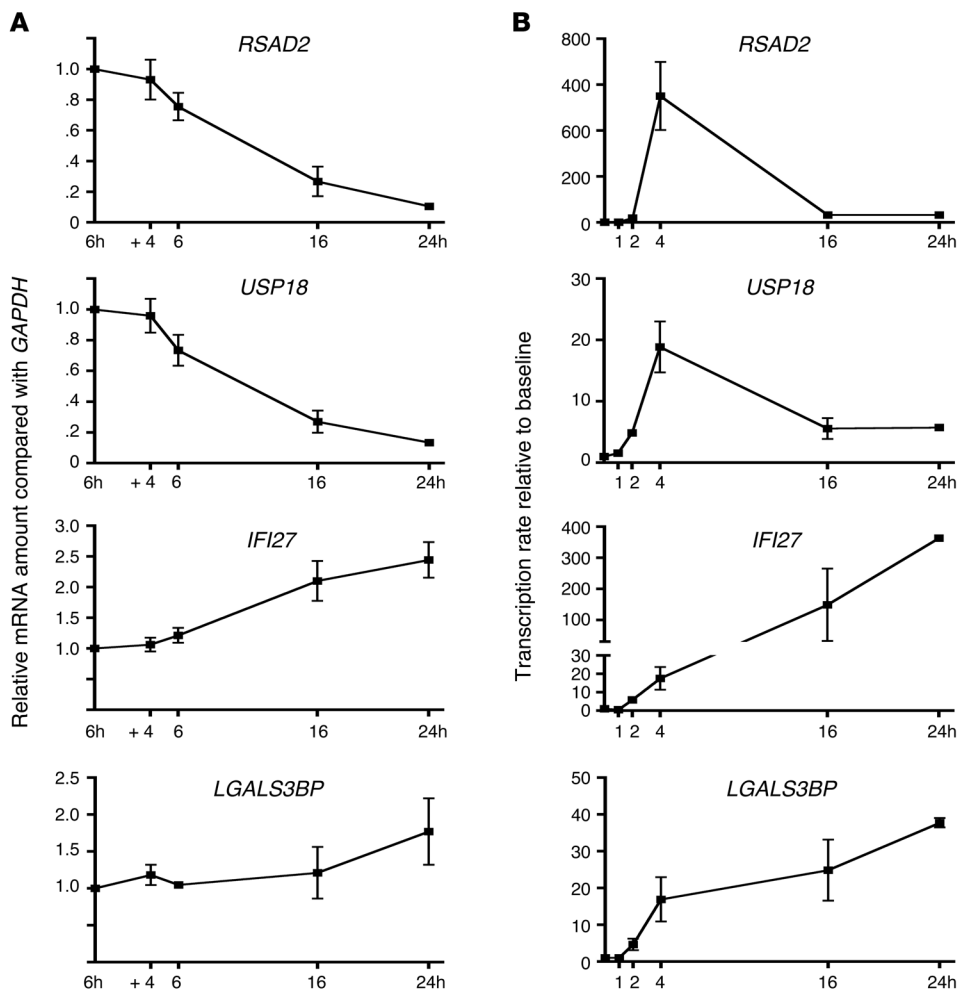 A
B
Relative mRNA amount compared with GAPDH
RSAD2
1.0
.8
.6
.4
.2
0
6h + 4 6 16 24h
USP18
1.0
.8
.6
.4
.2
0
6h + 4 6 16 24h
IFI27
3.0
2.5
2.0
1.5
1.0
6h + 4 6 16 24h
LGALS3BP
2.5
2.0
1.5
1.0
6h + 4 6 16 24h
Transcription rate relative to baseline
RSAD2
800
400
600
200
0
1 2 4 16 24h
USP18
30
20
10
0
1 2 4 16 24h
IFI27
400
300
200
100
30
20
10
0
1 2 4 16 24h
LGALS3BP
50
40
30
20
10
0
1 2 4 16 24h